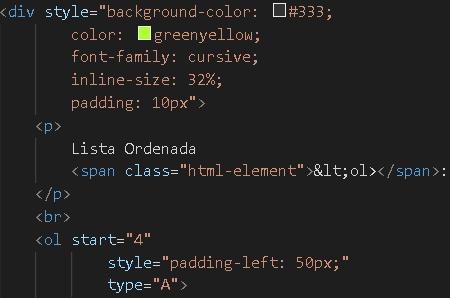 <div style="background-color: #333;
color: greenyellow;
font-family: cursive;
inline-size: 32%;
padding: 10px">
<p>
Lista Ordenada
<span class="html-element">&lt;ol></span>:
</p>
<br>
<ol start="4"
style="padding-left: 50px;"
type="A">